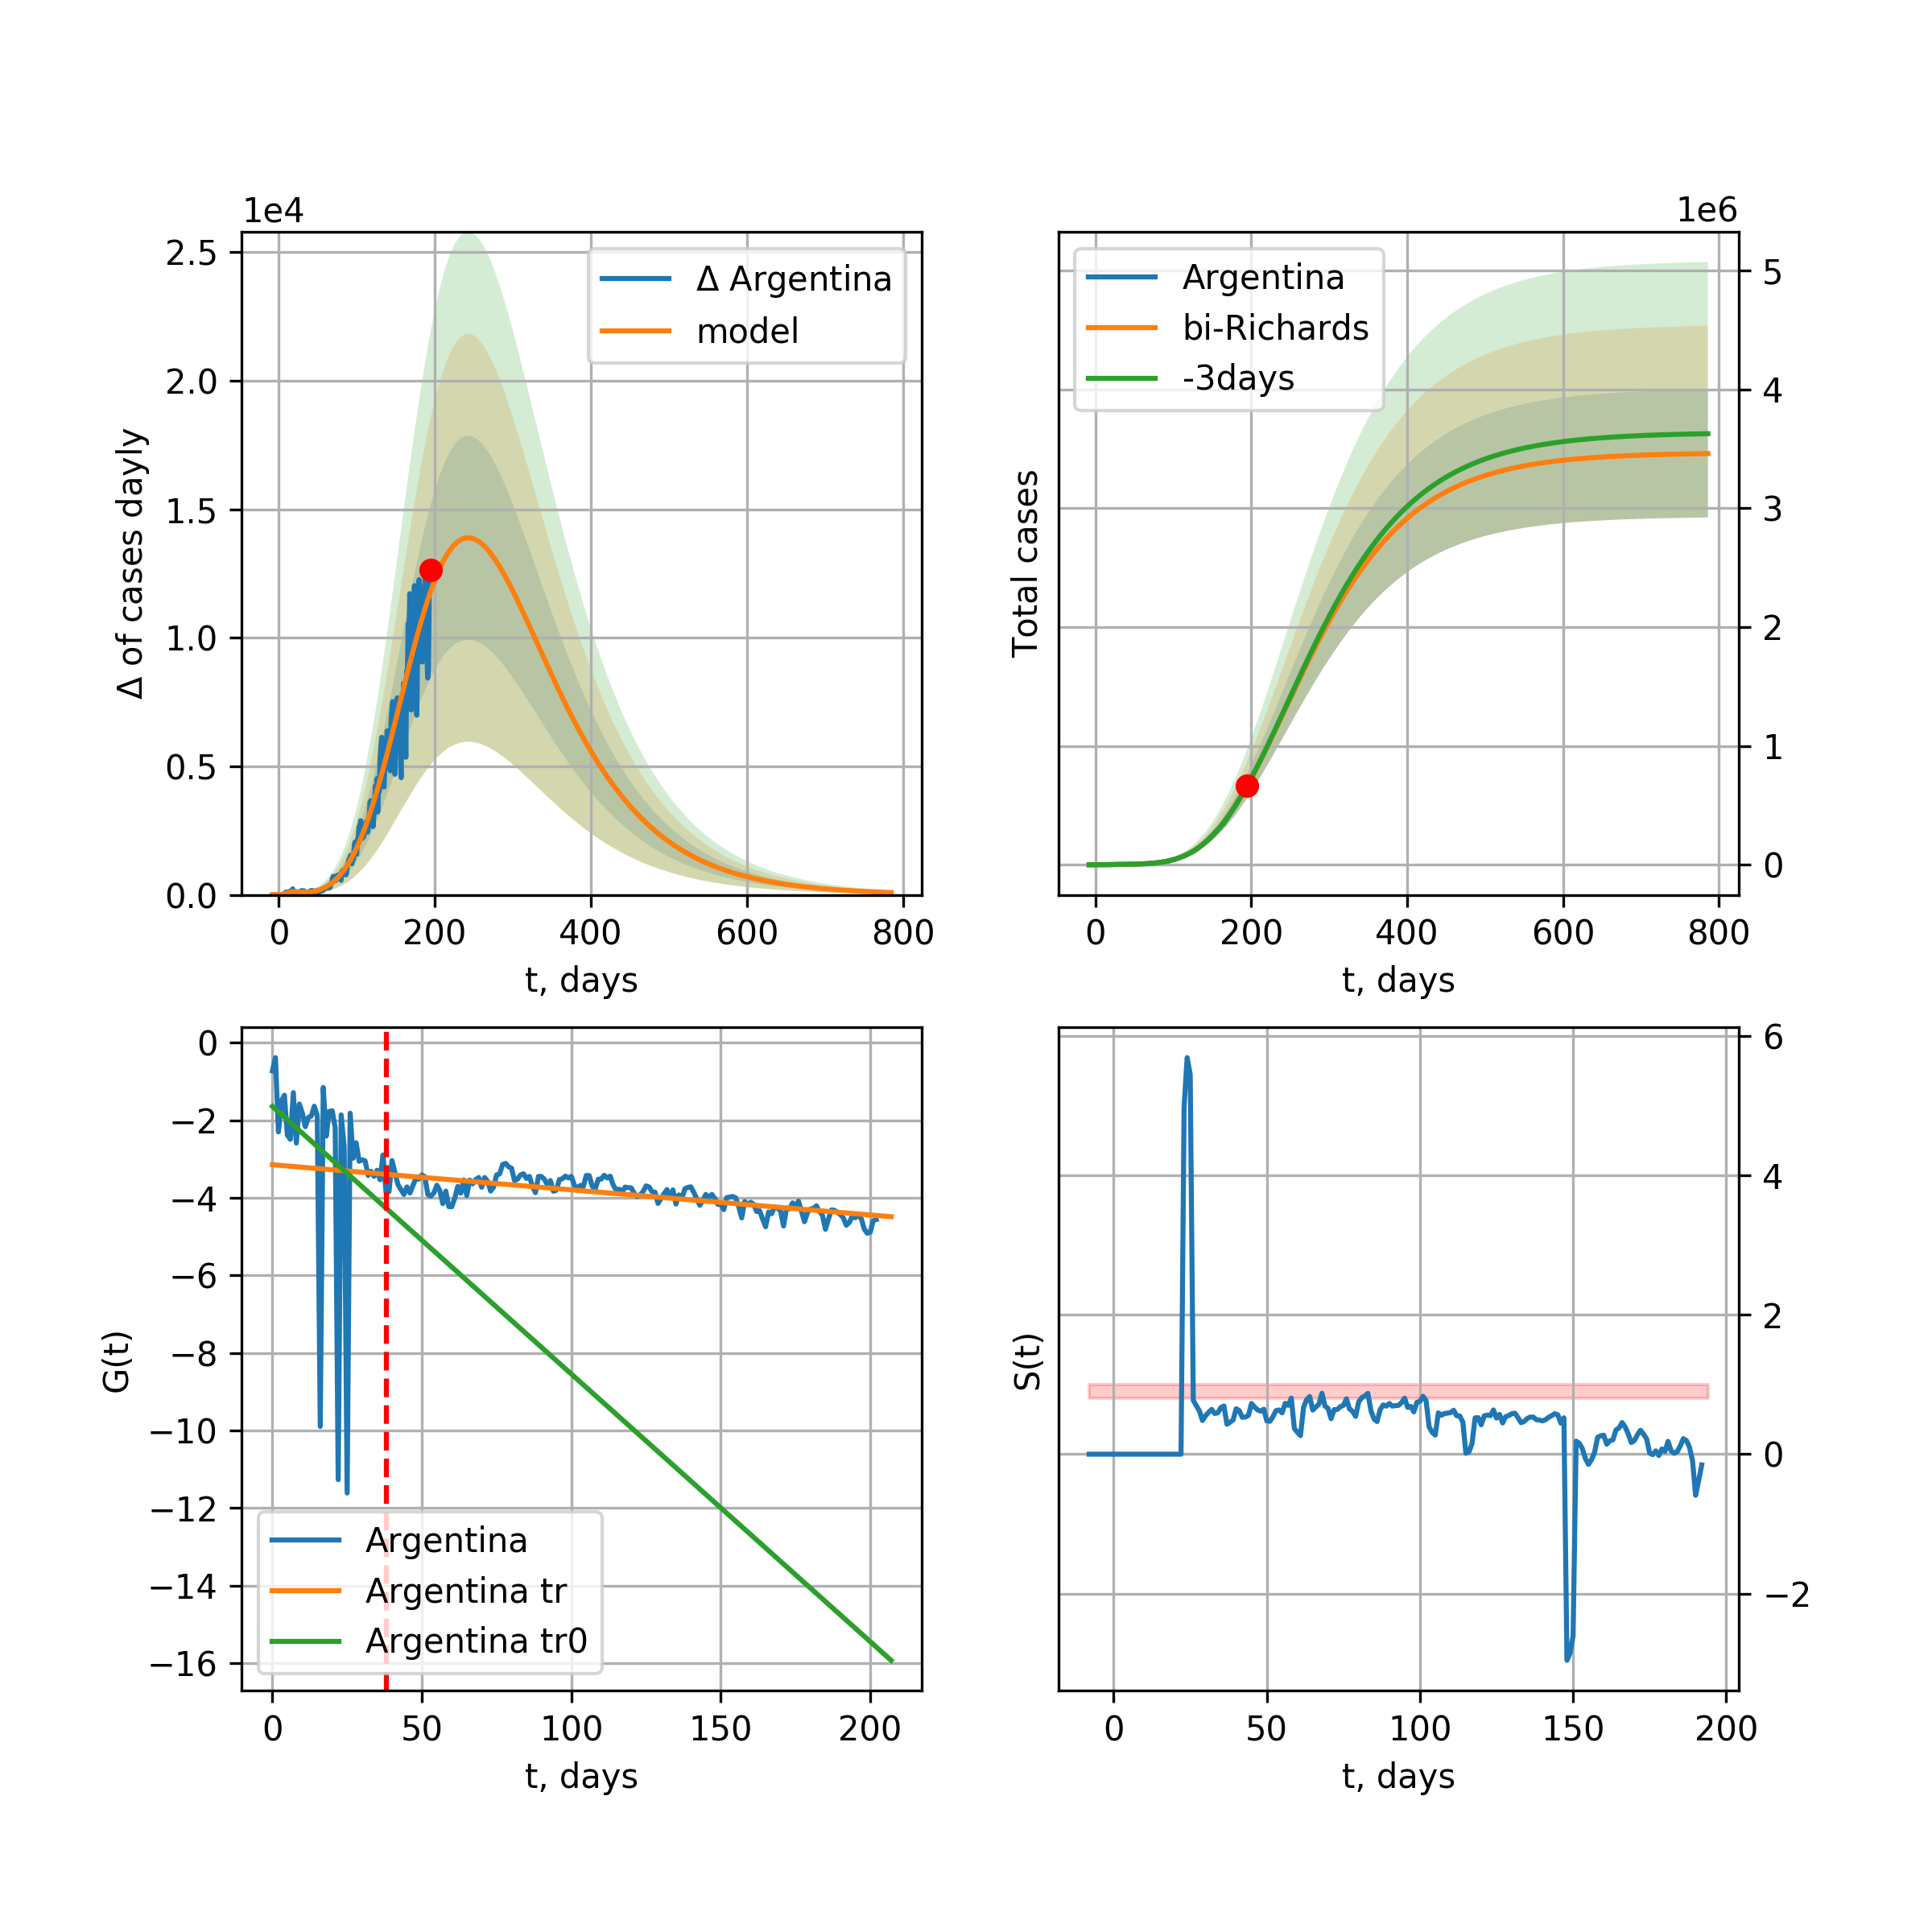 1e4
2.5
2.0
1.5
1.0
0.5
0.0
Δ of cases dayly
Δ Argentina
model
0 200 400 600 800
t, days
1e6
Argentina
bi-Richards
-3days
Total cases
5
4
3
2
1
0
0 200 400 600 800
t, days
0
−2
−4
−6
−8
−10
−12
−14
−16
G(t)
Argentina
Argentina tr
Argentina tr0
0 50 100 150 200
t, days
S(t)
6
4
2
0
−2
0 50 100 150 200
t, days